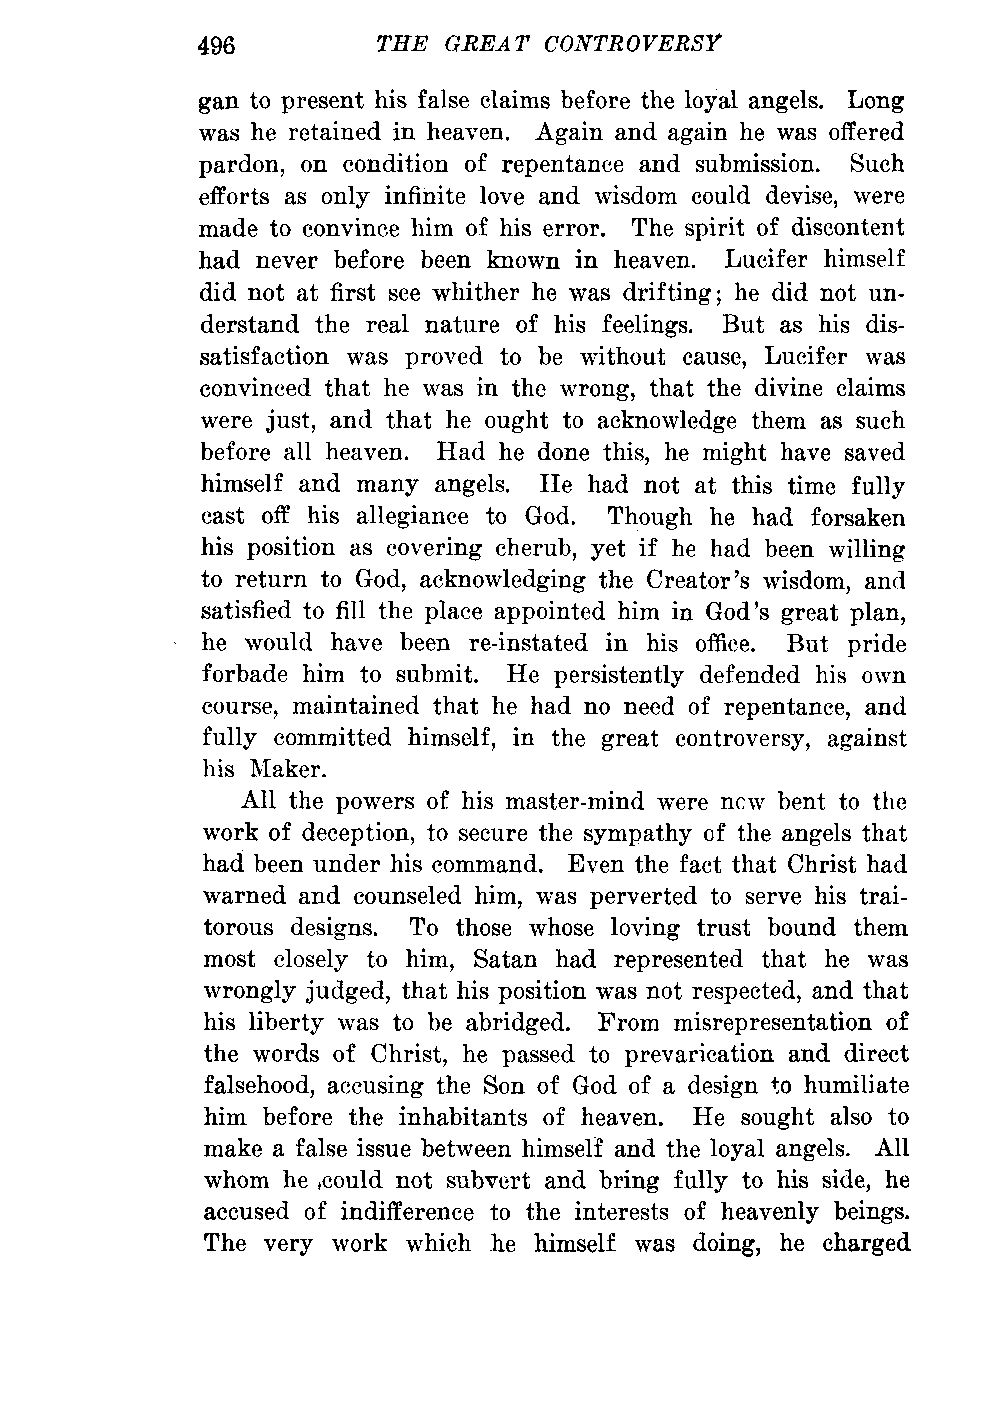 496 THE GREAT CONTROVERSY
gan to present his false claims before the loyal angels. Long
was he retained in heaven. Again and again he was offered
pardon, on condition of repentance and submission. Such
efforts as only infinite love and wisdom could devise, were
made to convince him of his error. The spirit of discontent
had never before been known in heaven. Lucifer himself
did not at first see whither he was drifting; he did not un-
derstand the real nature of his feelings. But as his dis-
satisfaction was proved to be without cause, Lucifer was
convinced that he was in the wrong, that the divine claims
were just, and that he ought to acknowledge them as such
before all heaven. Had he done this, he might have saved
himself and many angels. He had not at this time fully
cast off his allegiance to God. Though he had forsaken
his position as covering cherub, yet if he had been willing
to return to God, acknowledging the Creator's wisdom, and
satisfied to fill the place appointed him in God's great plan,
he would have been re-instated in his office. But pride
forbade him to submit. He persistently defended his own
course, maintained that he had no need of repentance, and
fully committed himself, in the great controversy, against
his Maker.
All the powers of his master-mind were now bent to the
work of deception, to secure the sympathy of the angels that
had been under his command. Even the fact that Christ had
warned and counseled him, was perverted to serve his trai-
torous designs. To those whose loving trust bound them
most closely to him, Satan had represented that he was
wrongly judged, that his position was not respected, and that
his liberty was to be abridged. From misrepresentation of
the words of Christ, he passed to prevarication and direct
falsehood, accusing the Son of God of a design to humiliate
him before the inhabitants of heaven. He sought also to
make a false issue between himself and the loyal angels. All
whom he could not subvert and bring fully to his side, he
accused of indifference to the interests of heavenly beings.
The very work which he himself was doing, he charged